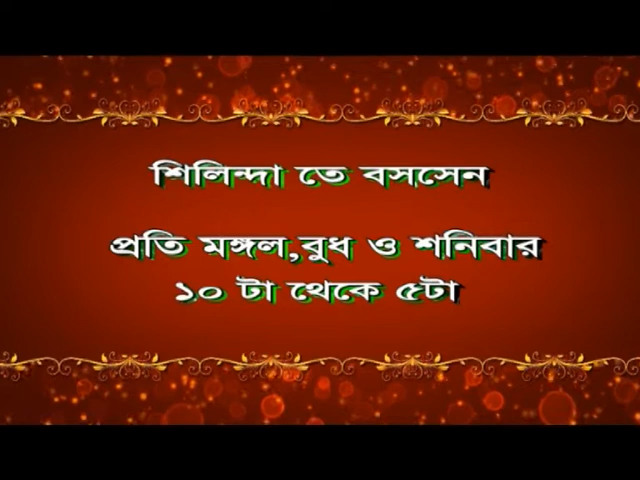 শিলিন্দা তে বসসেন
প্রতি মঙ্গল,বুধ ও শনিবার
১০ টা থেকে ৫টা